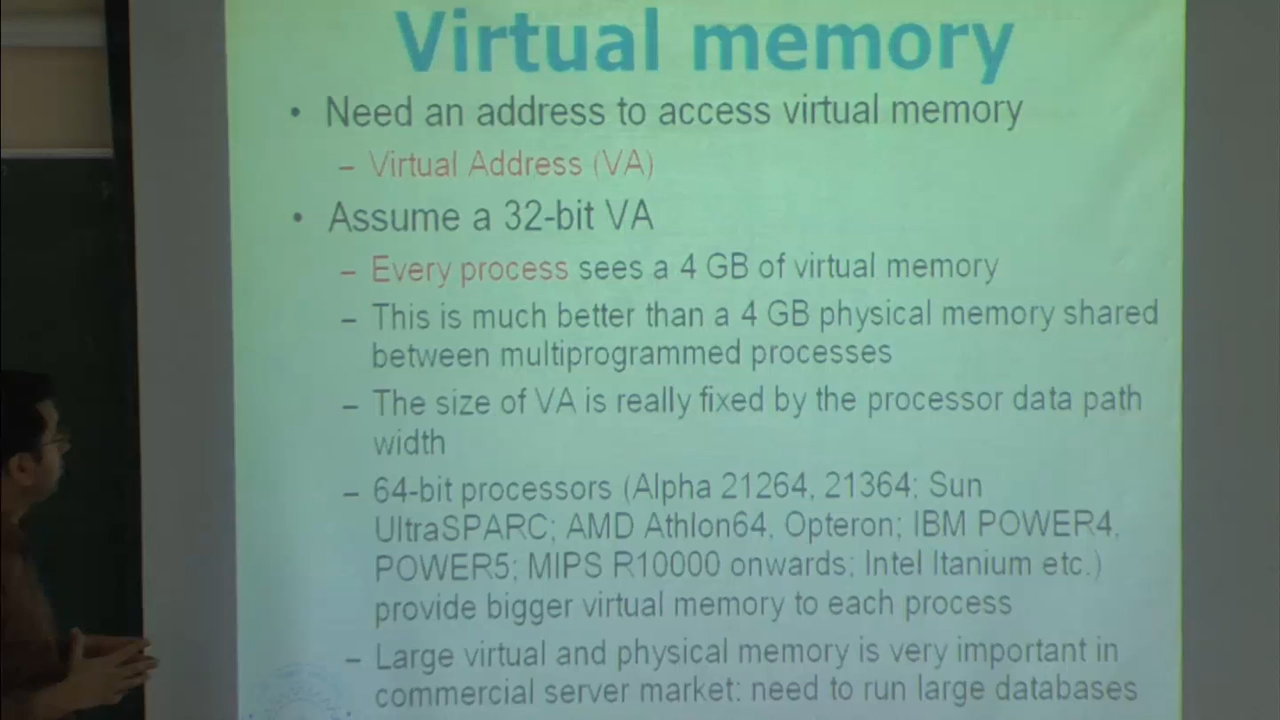 Virtual memory
• Need an address to access virtual memory
– Virtual Address (VA)
• Assume a 32-bit VA
– Every process sees a 4 GB of virtual memory
– This is much better than a 4 GB physical memory shared
between multiprogrammed processes
– The size of VA is really fixed by the processor data path
width
– 64-bit processors (Alpha 21264, 21364; Sun
UltraSPARC; AMD Athlon64, Opteron; IBM POWER4,
POWER5; MIPS R10000 onwards; Intel Itanium etc.)
provide bigger virtual memory to each process
– Large virtual and physical memory is very important in
commercial server market: need to run large databases